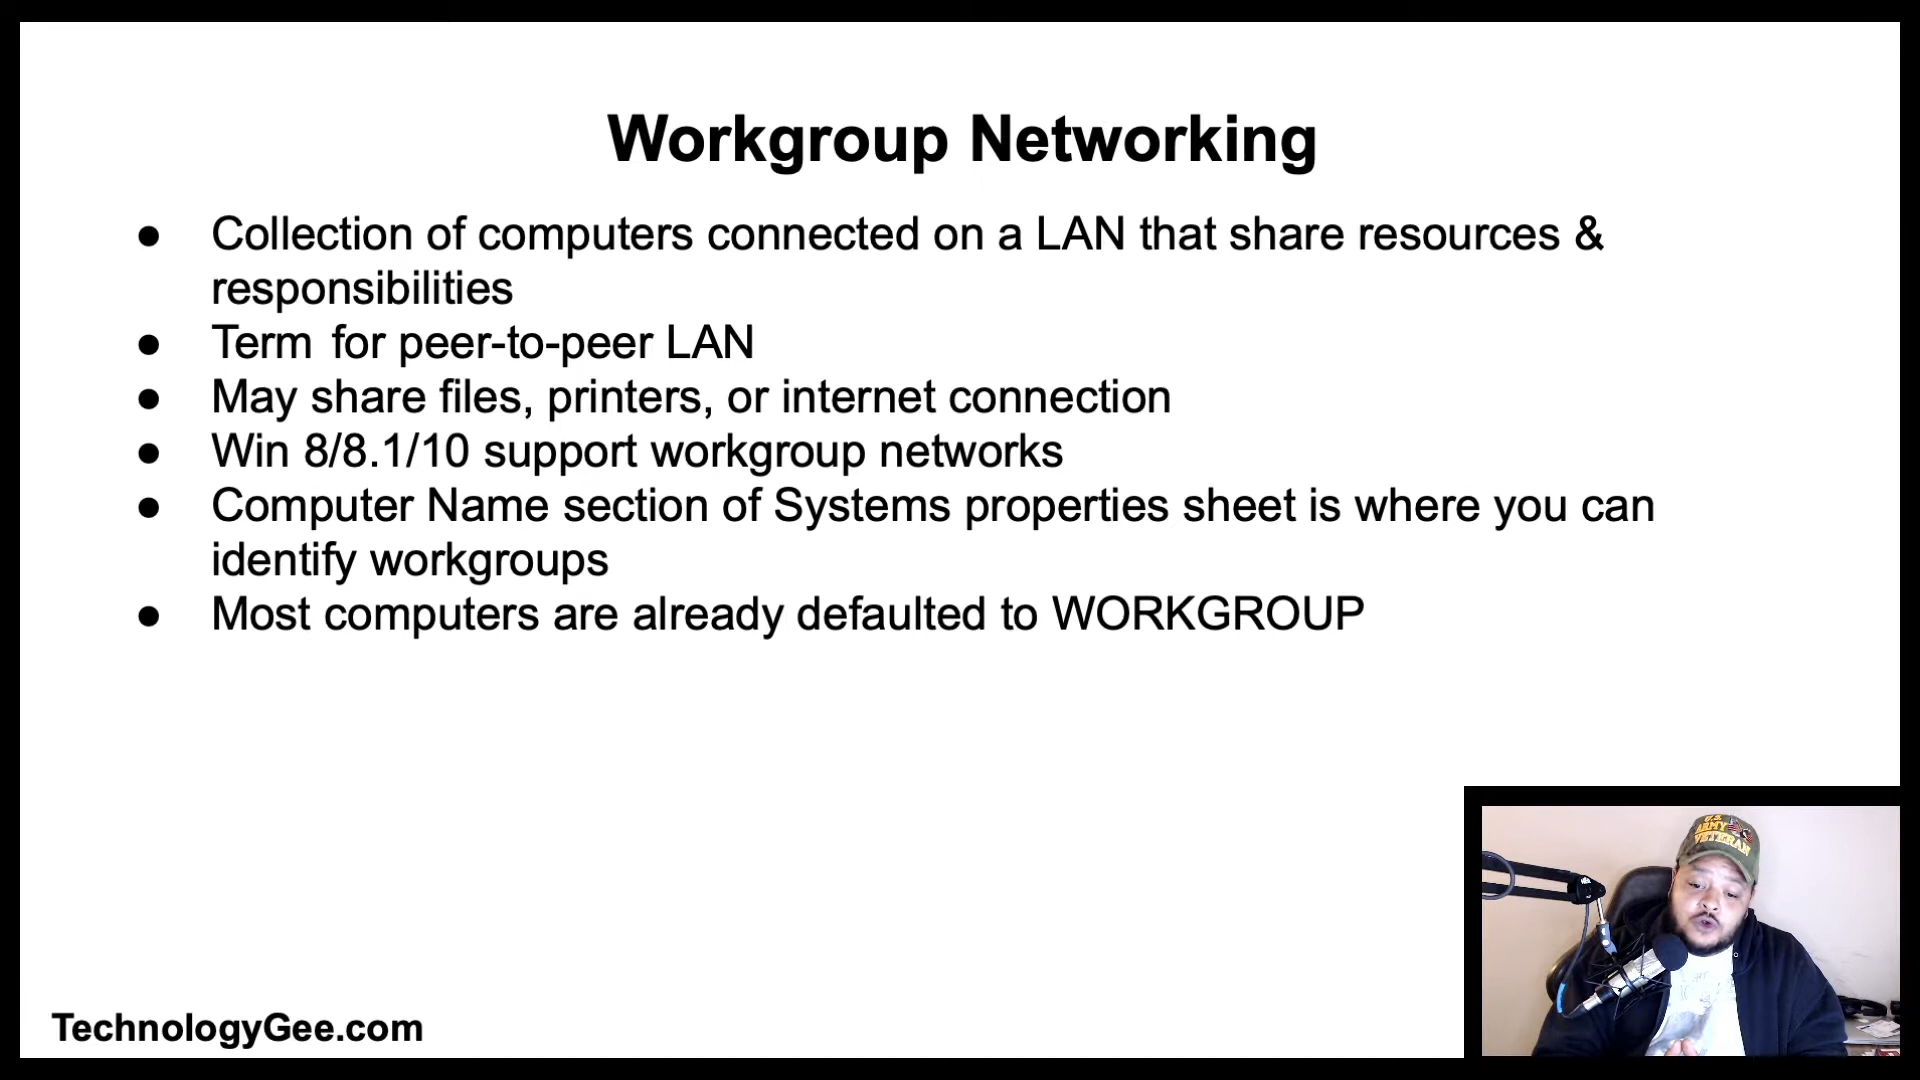 Workgroup Networking
● Collection of computers connected on a LAN that share resources &
responsibilities
● Term for peer-to-peer LAN
● May share files, printers, or internet connection
● Win 8/8.1/10 support workgroup networks
● Computer Name section of Systems properties sheet is where you can
identify workgroups
● Most computers are already defaulted to WORKGROUP
U.S.
ARMY
VETERAN
TechnologyGee.com